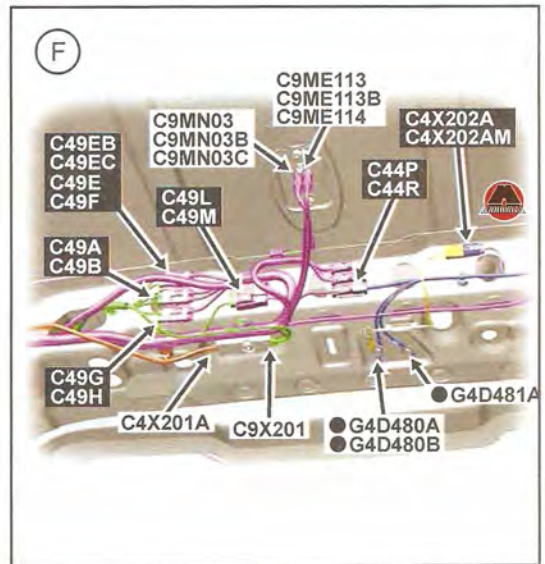 F
C9ME113
C9ME113B
C9ME114
C9MN03
C9MN03B
C9MN03C
C4X202A
C4X202AM
C49EB
C49EC
C49E
C49F
C49L
C49M
C44P
C44R
C49A
C49B
C49G
C49H
C4X201A
C9X201
G4D481A
G4D480A
G4D480B